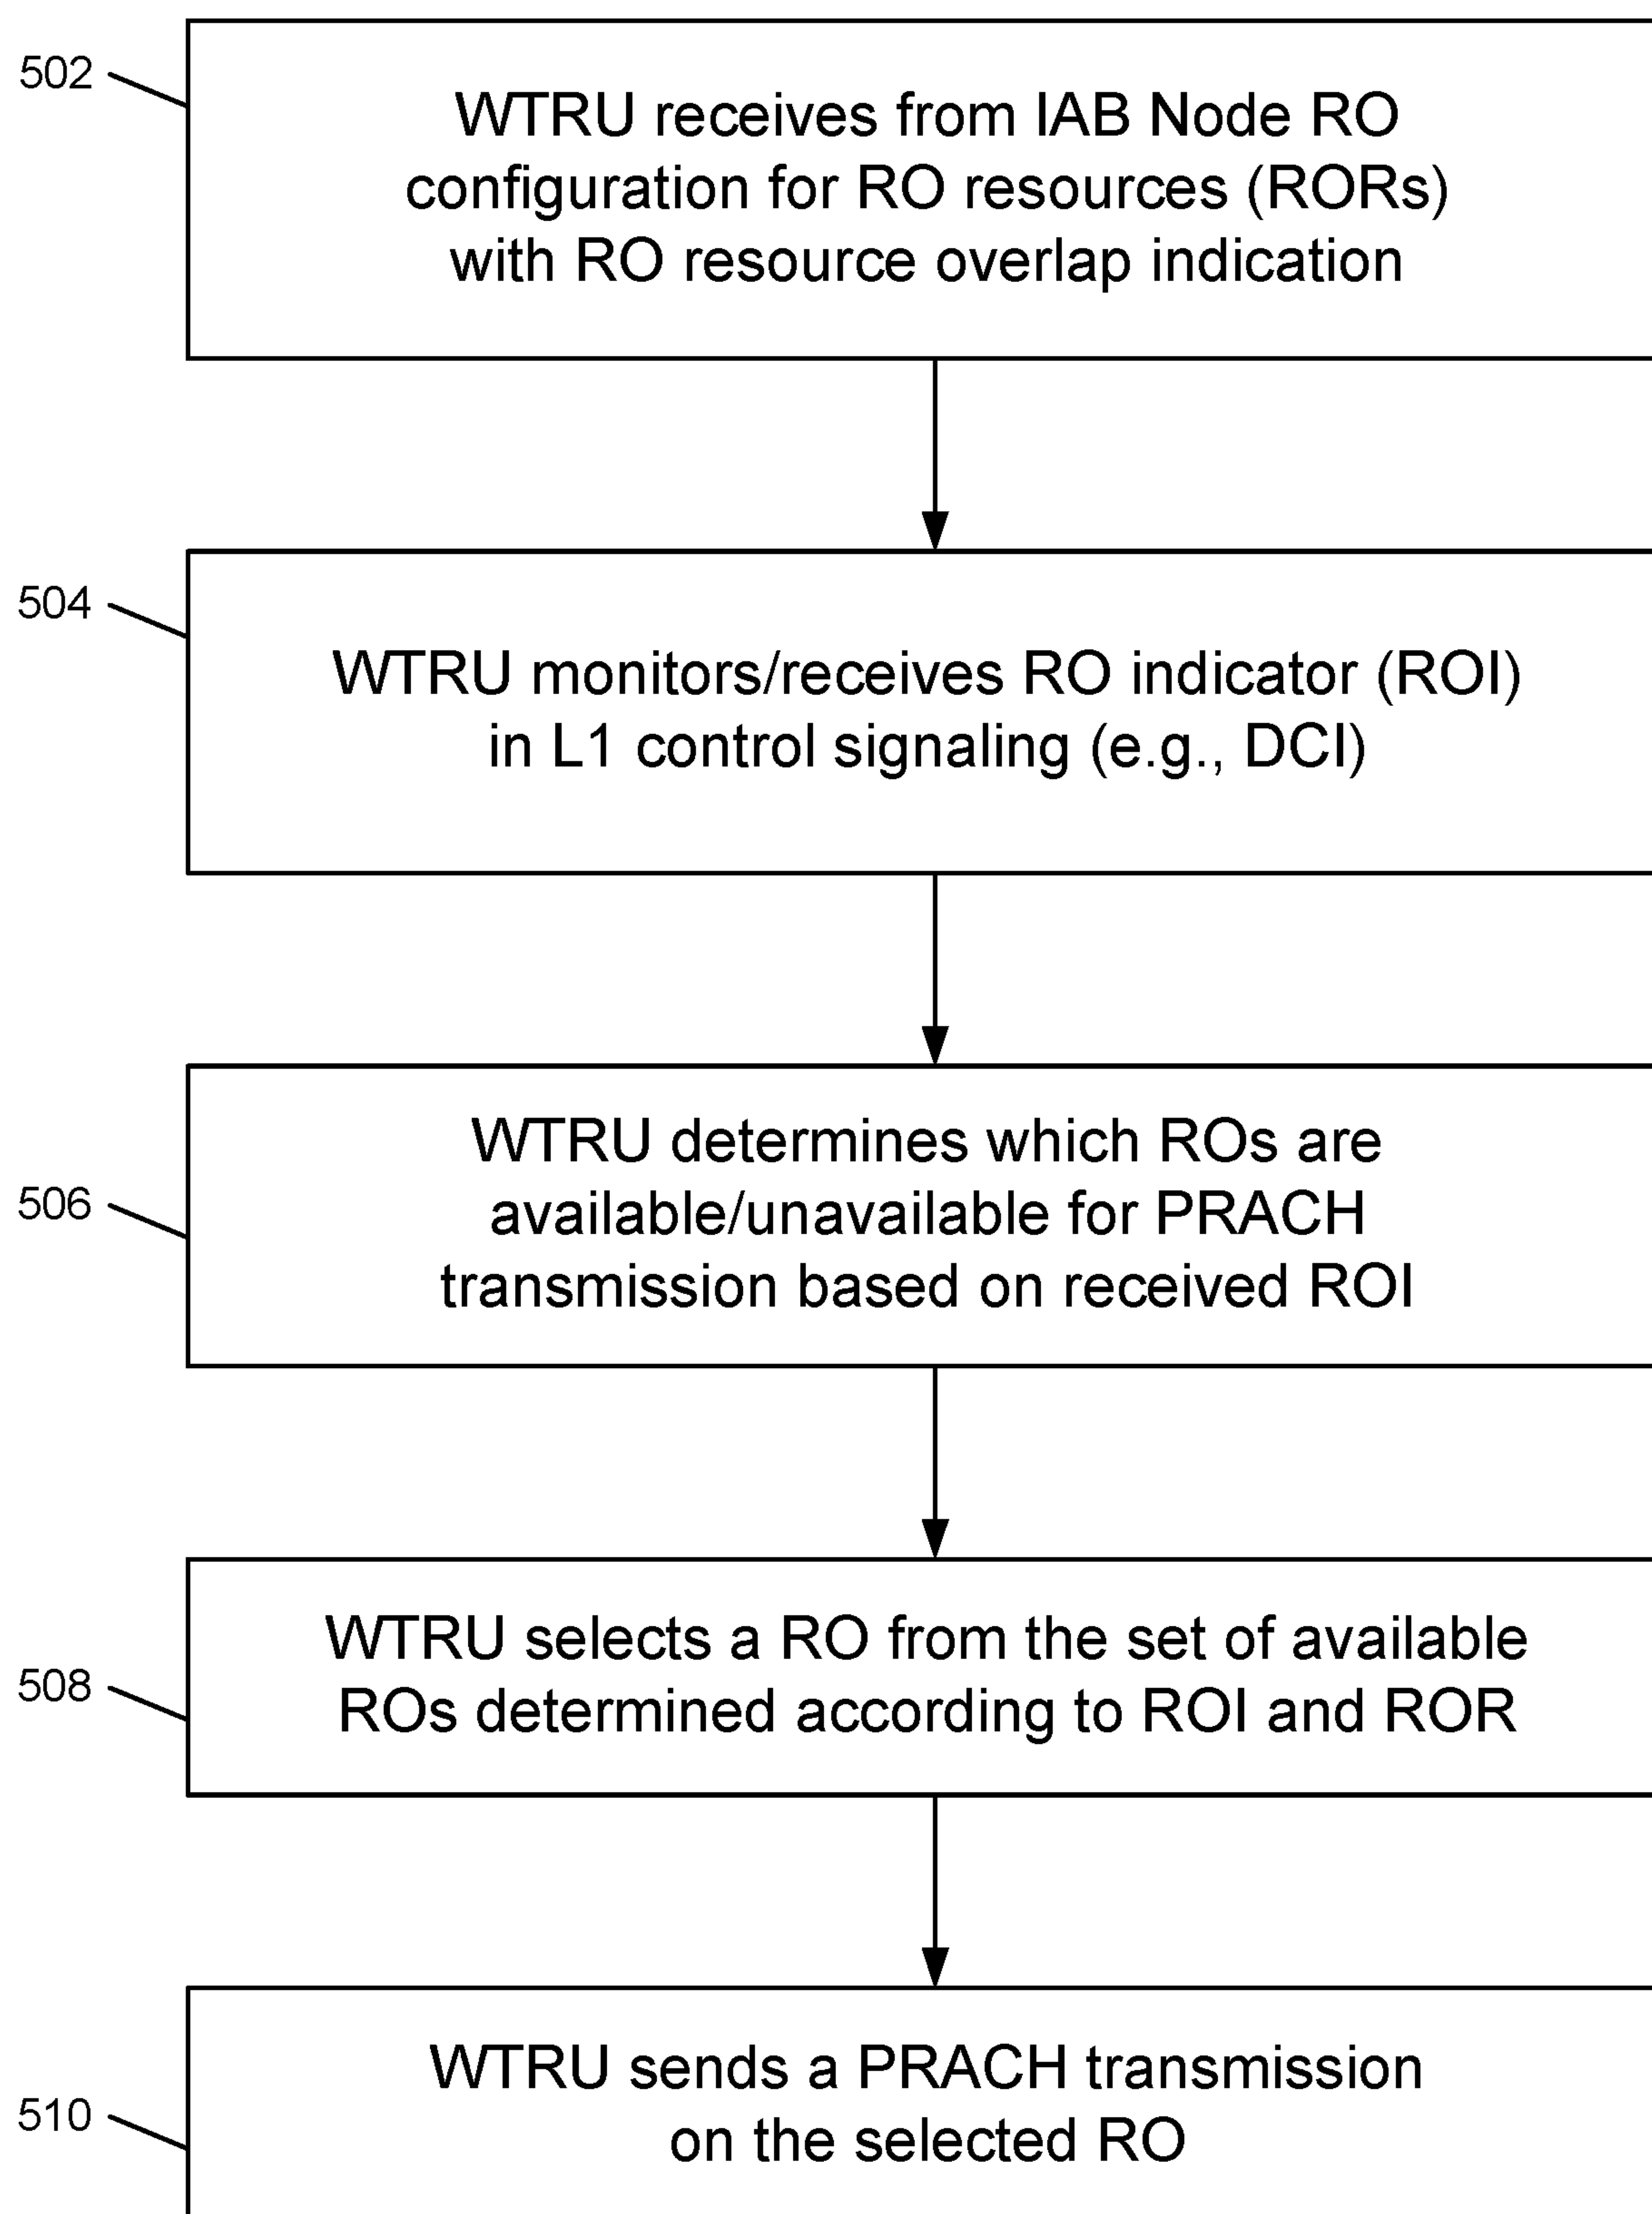 502
WTRU receives from IAB Node RO
configuration for RO resources (RORs)
with RO resource overlap indication
504
WTRU monitors/receives RO indicator (ROI)
in L1 control signaling (e.g., DCI)
506
WTRU determines which ROs are
available/unavailable for PRACH
transmission based on received ROI
508
WTRU selects a RO from the set of available
ROs determined according to ROI and ROR
510
WTRU sends a PRACH transmission
on the selected RO